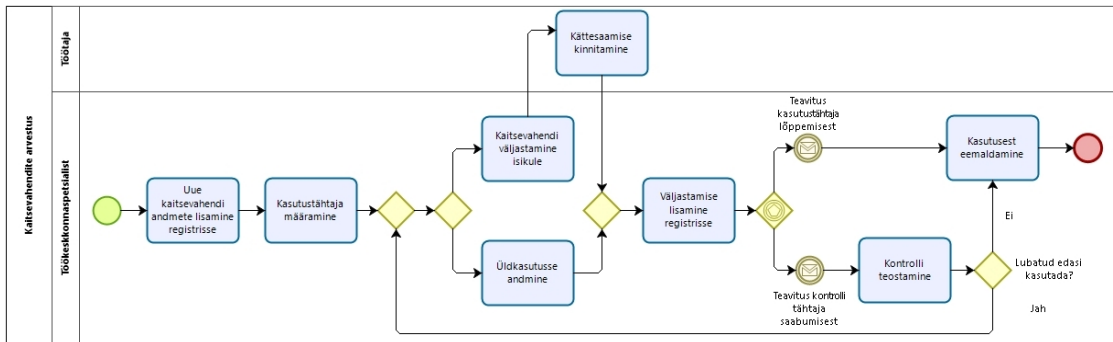 Kaitsevahendite arvestus
Töötaja
Kättesaamise
kinnitamine
Töökeskkonnaspetsialist
Uue
kaitsevahendi
andmete lisamine
registrisse
Kasutustähtaja
määramine
Kaitsevahendi
väljastamine
isikule
Üldkasutusse
andmine
Väljastamise
lisamine
registrisse
Teavitus
kasutustähtaja
lõppemisest
Teavitus kontrolli
tähtaja
saabumisest
Kontrolli
teostamine
Kasutusest
eemaldamine
Ei
Lubatud edasi
kasutada?
Jah